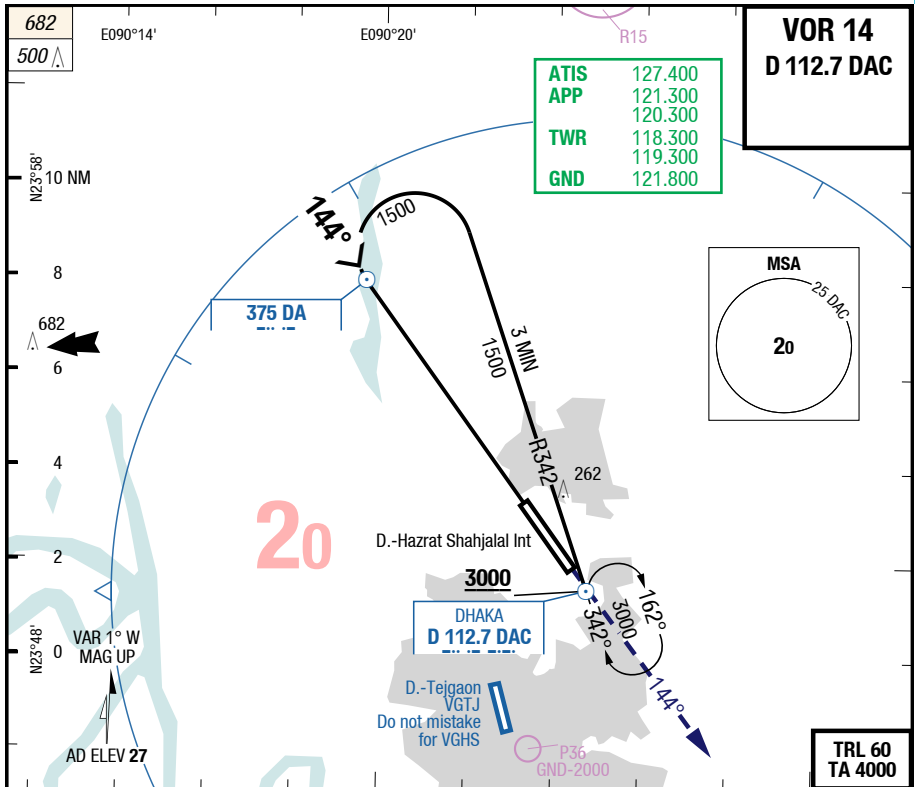 682
500
E090°14'
E090°20'
R15
VOR 14
D 112.7 DAC
ATIS 127.400
APP 121.300
120.300
TWR 118.300
119.300
GND 121.800
N23°58'
10 NM
8
6
4
2
0
N23°48'
144°
1500
375 DA
682
3 MIN
1500
R342
262
MSA
25 DAC
20
20
D.-Hazrat Shahjalal Int
3000
DHAKA
D 112.7 DAC
162°
3000
342°
144°
VAR 1° W
MAG UP
AD ELEV 27
D.-Tejgaon
VGTJ
Do not mistake
for VGHS
P36
GND-2000
TRL 60
TA 4000